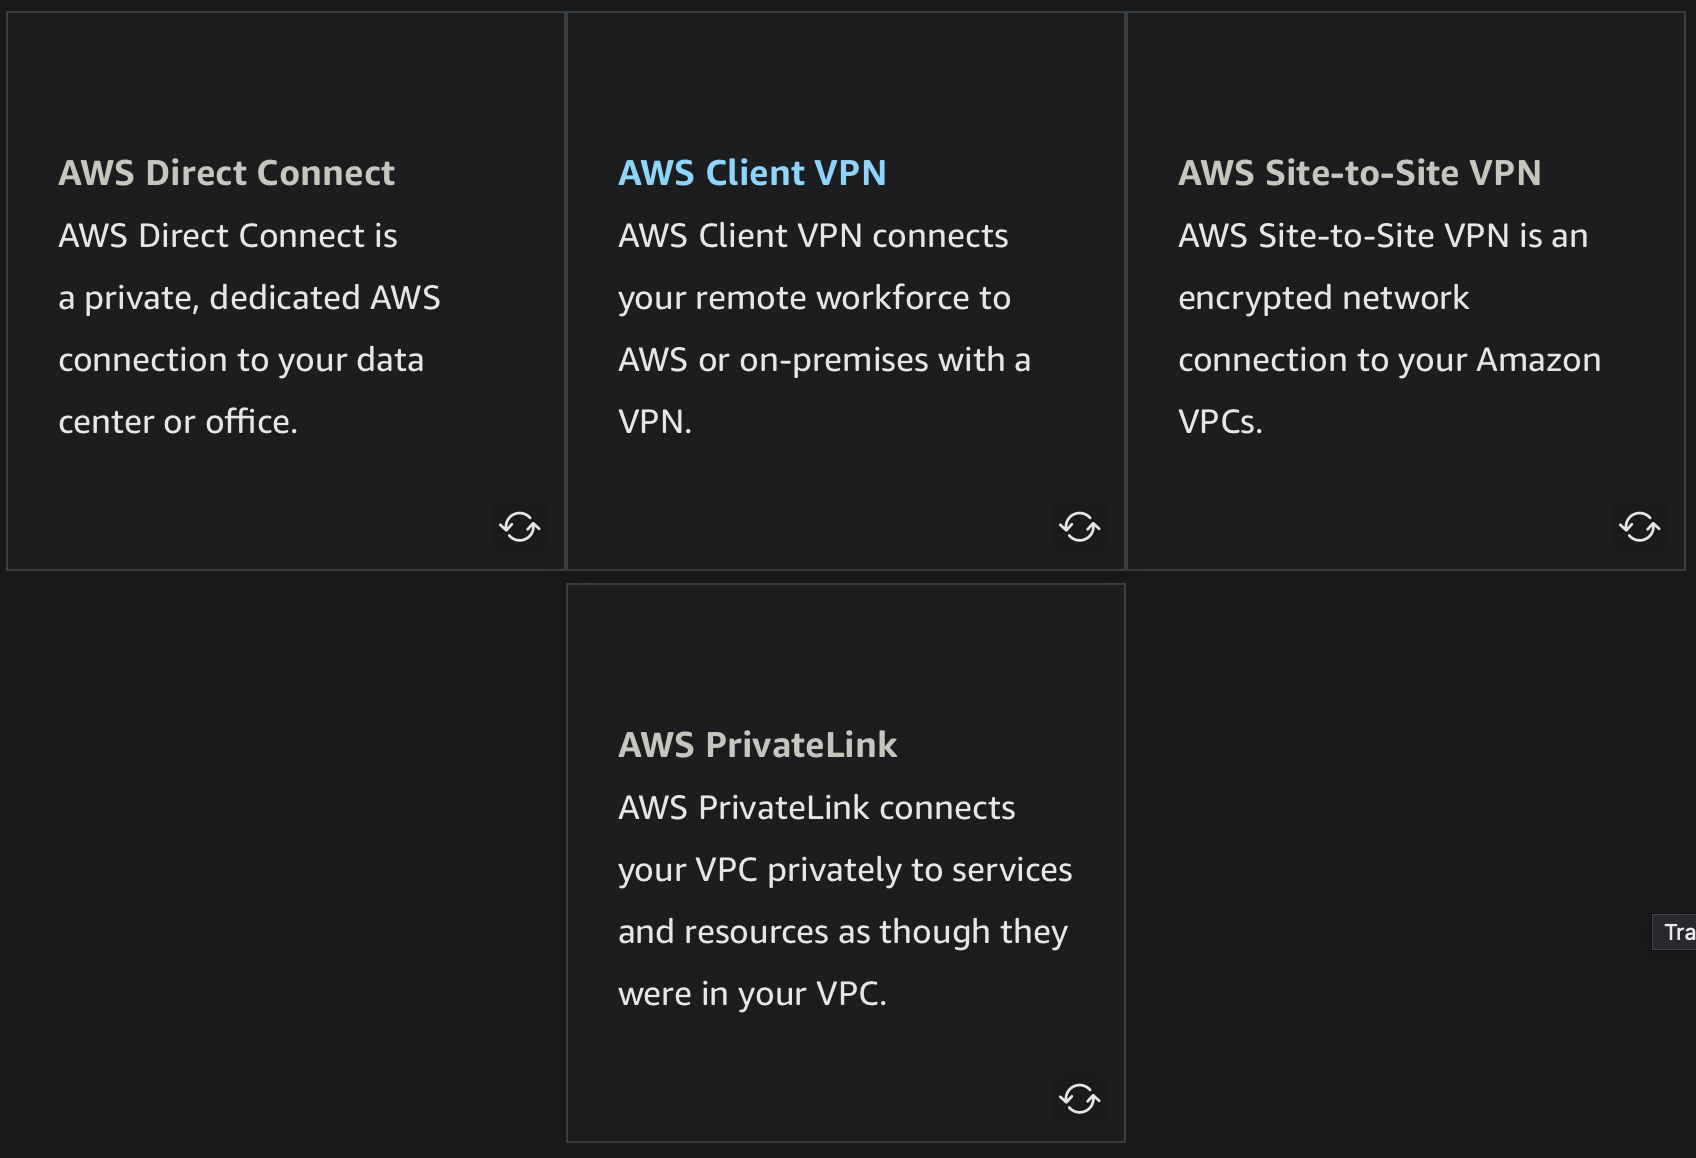 AWS Direct Connect
AWS Direct Connect is
a private, dedicated AWS
connection to your data
center or office.
AWS Client VPN
AWS Client VPN connects
your remote workforce to
AWS or on-premises with a
VPN.
AWS Site-to-Site VPN
AWS Site-to-Site VPN is an
encrypted network
connection to your Amazon
VPCs.
AWS PrivateLink
AWS PrivateLink connects
your VPC privately to services
and resources as though they
were in your VPC.
Tra